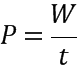 P = W/t